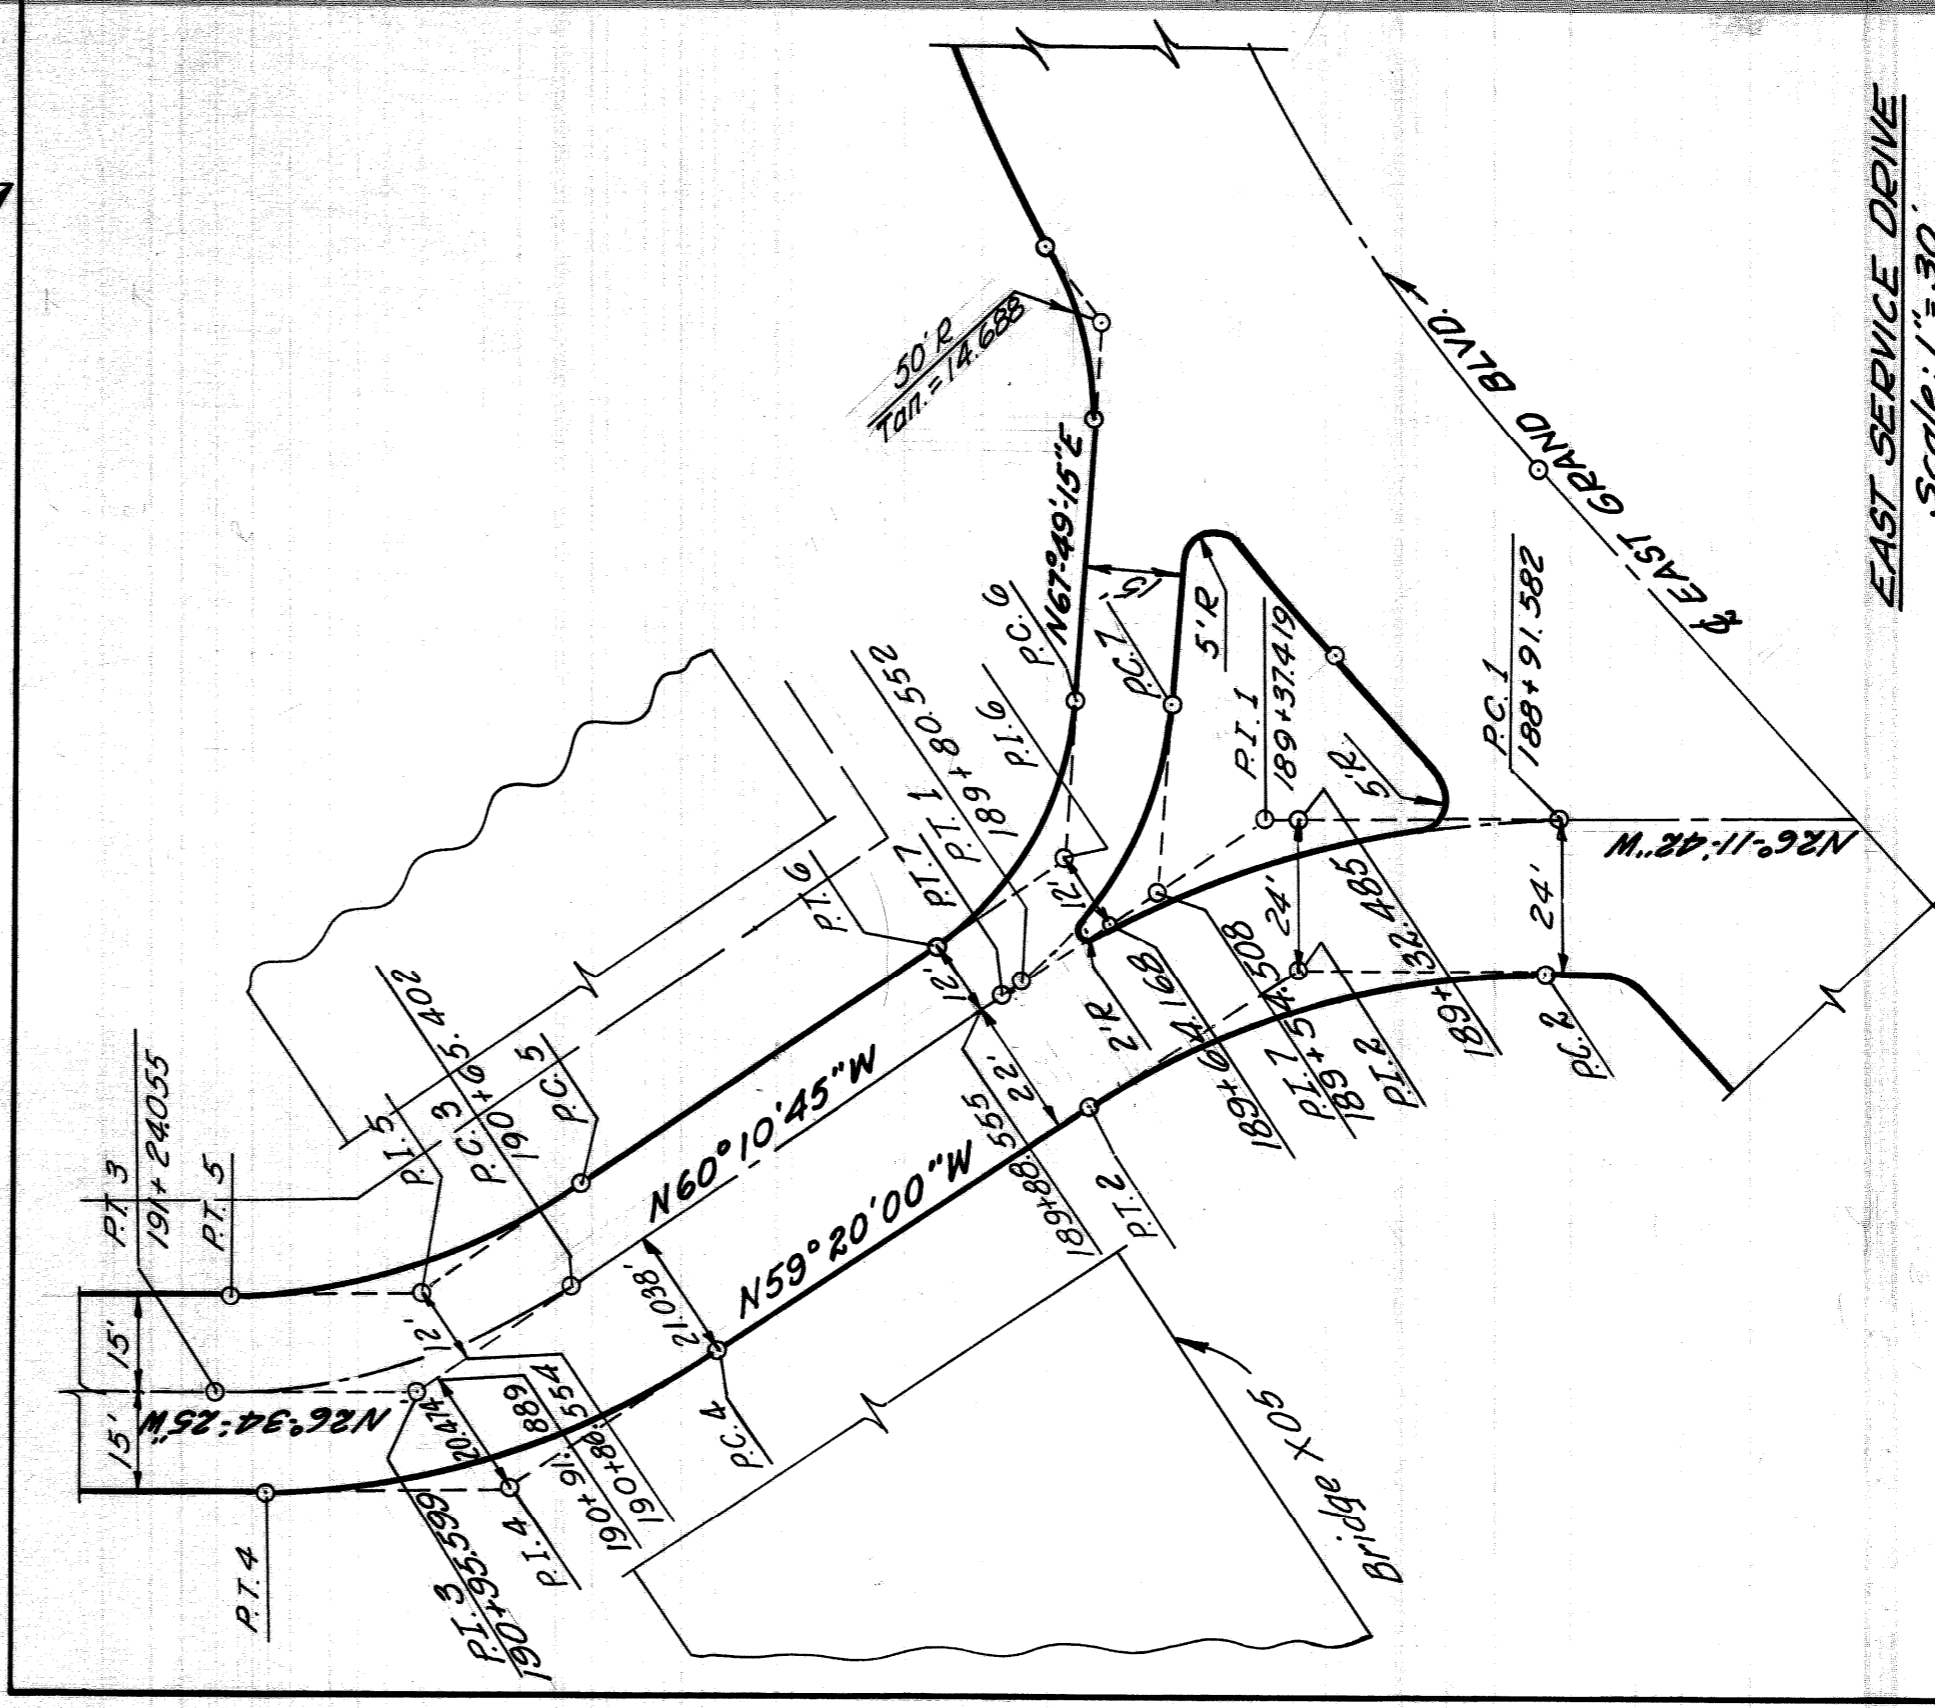 P.T. 3
191+24.055
P.T. 5
15'
15'
N26°-34'-25"W
P.T.4
P.I.5
P.C.3
190+65.402
P.C.5
12'
20.474'
P.I.3
190+95.599
P.I.4
190+91.889
190+86.554
P.C.4
21.038'
N60°10'45"W
N59°20'00"W
P.T.6
P.T.7
P.T.1
189+80.552
P.I.6
P.C.6
12'
12'
22'
189+88.555
P.T.2
2'R
189+64.168
P.I.7
189+54.508
P.I.2
189+32.485
P.C.2
24'
24'
50'R
Tan.=14.688
N67°-49'-15"E
P.C.7
5'R
P.I.1
189+37.419
5'R
P.C.1
188+91.582
N26°-11'-42"W
℄ EAST GRAND BLVD.
Bridge X05
EAST SERVICE DRIVE
Scale: 1"=30'